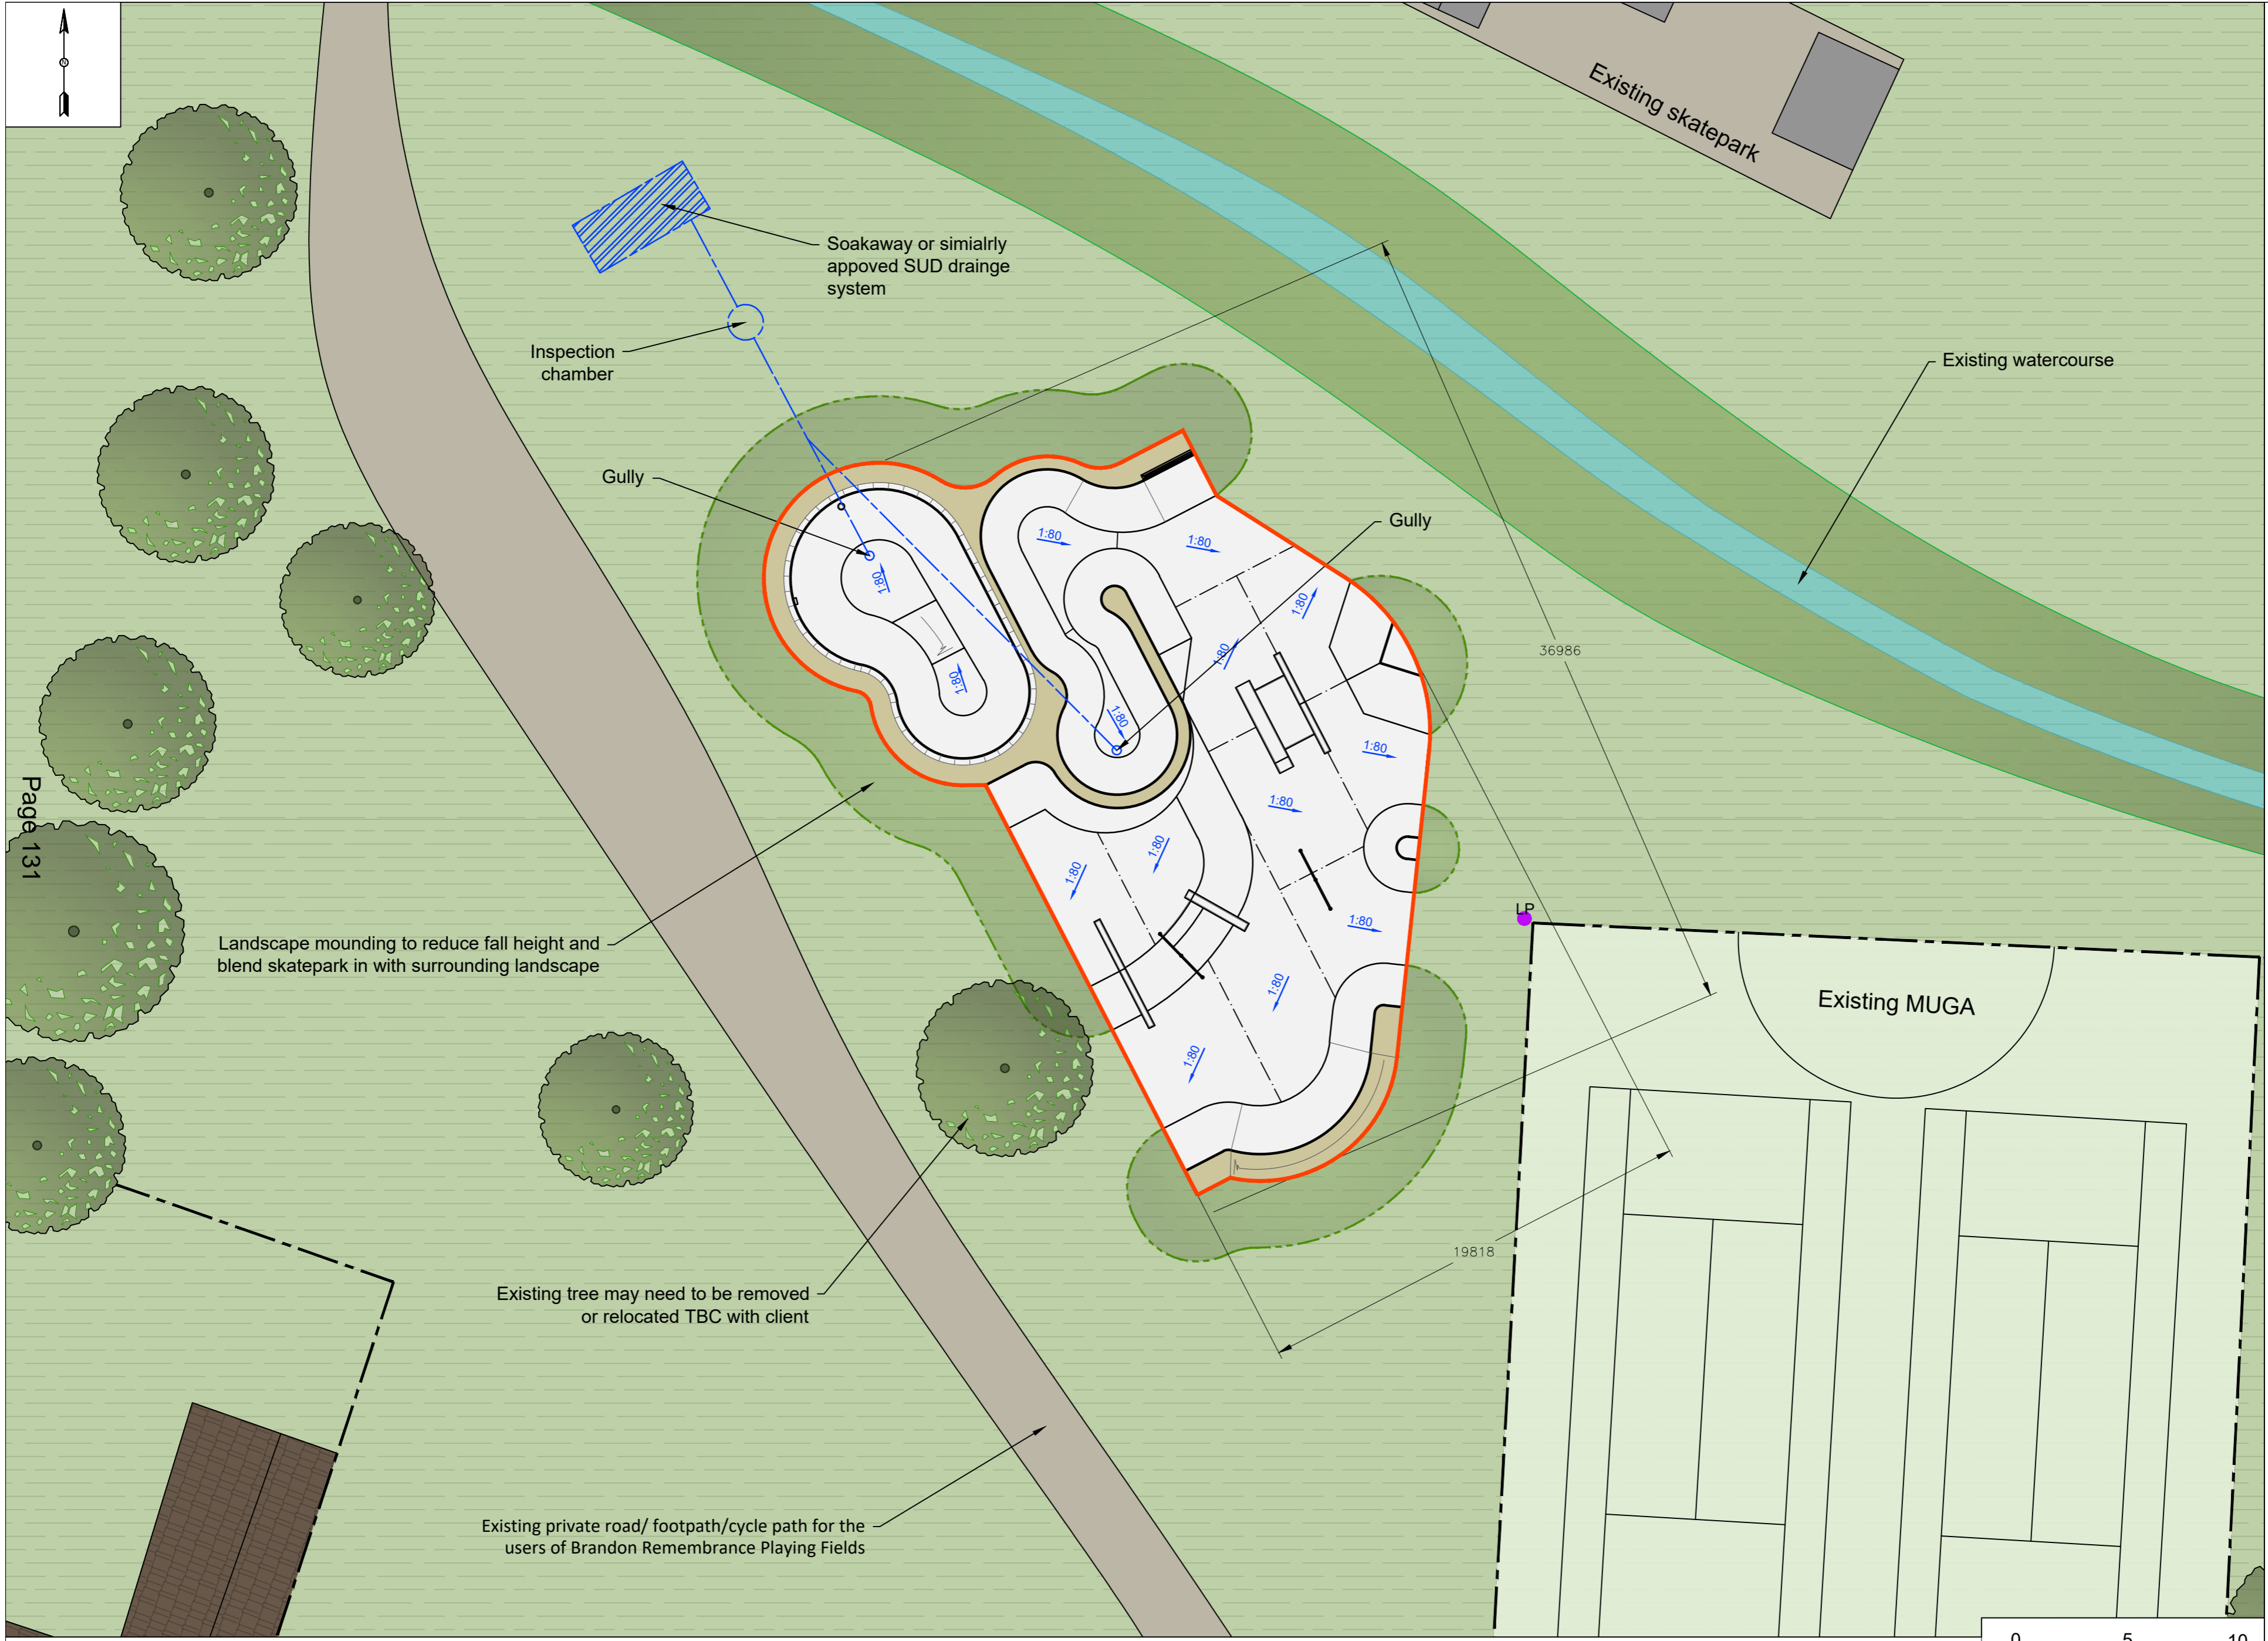 N
Existing skatepark
Soakaway or simialrly
appoved SUD drainge
system
Inspection
chamber
Existing watercourse
Gully
Gully
1:80
1:80
1:80
1:80
1:80
1:80
1:80
36986
1:80
1:80
1:80
1:80
Page 131
LP
1:80
Landscape mounding to reduce fall height and
blend skatepark in with surrounding landscape
1:80
Existing MUGA
1:80
19818
Existing tree may need to be removed
or relocated TBC with client
Existing private road/ footpath/cycle path for the
users of Brandon Remembrance Playing Fields
0 5 10